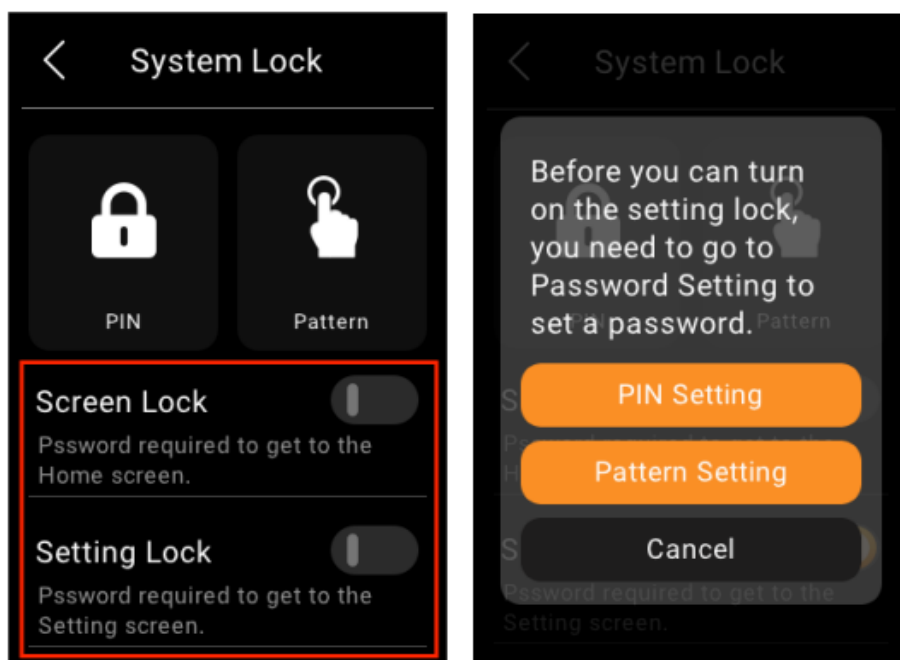 System Lock
PIN
Pattern
Screen Lock
Pssword required to get to the
Home screen.
Setting Lock
Pssword required to get to the
Setting screen.
System Lock
Before you can turn
on the setting lock,
you need to go to
Password Setting to
set a password.
PIN
Pattern
PIN Setting
Pattern Setting
Cancel
Pssword required to get to the
Setting screen.